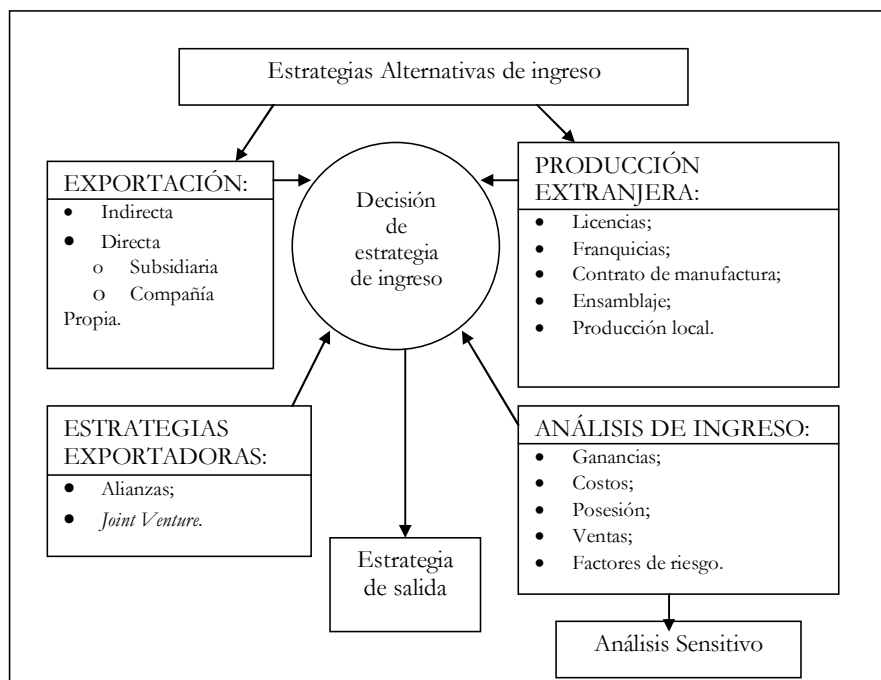 Estrategias Alternativas de ingreso
EXPORTACIÓN:
• Indirecta
• Directa
o Subsidiaria
o Compañía
Propia.
Decisión
de
estrategia
de ingreso
PRODUCCIÓN
EXTRANJERA:
• Licencias;
• Franquicias;
• Contrato de manufactura;
• Ensamblaje;
• Producción local.
ESTRATEGIAS
EXPORTADORAS:
• Alianzas;
• Joint Venture.
Estrategia
de salida
ANÁLISIS DE INGRESO:
• Ganancias;
• Costos;
• Posesión;
• Ventas;
• Factores de riesgo.
Análisis Sensitivo